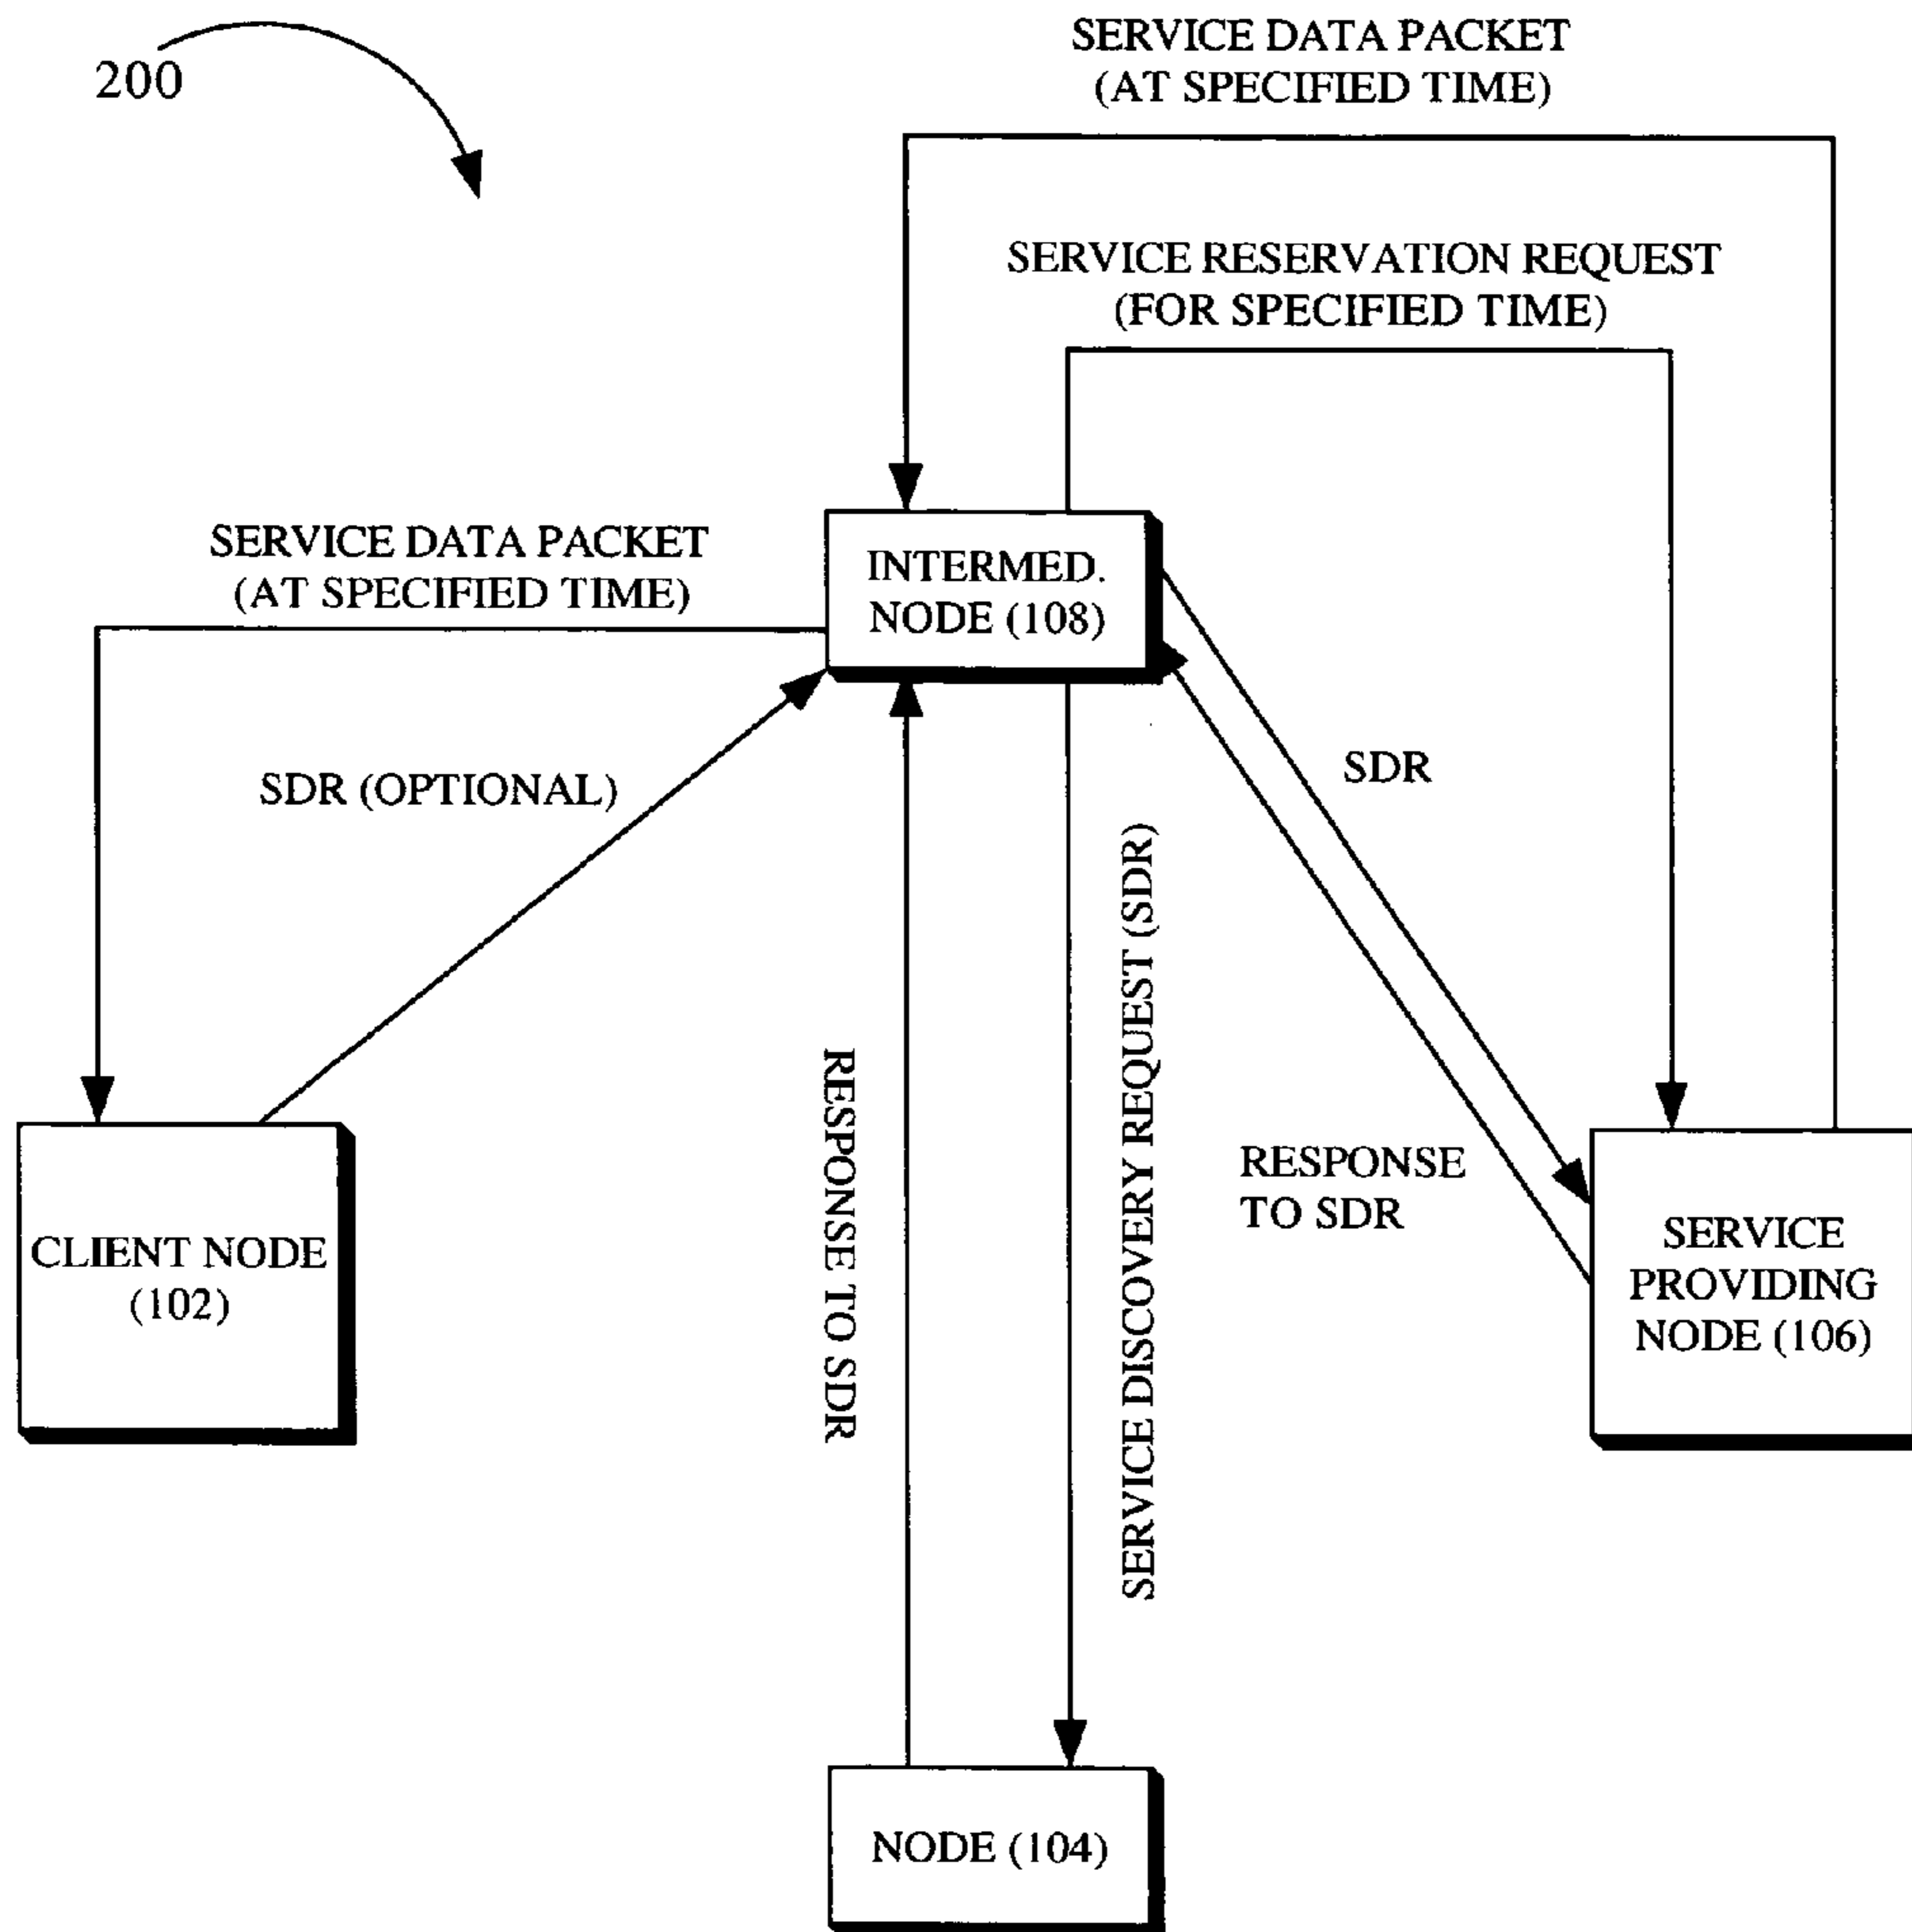 200
SERVICE DATA PACKET
(AT SPECIFIED TIME)
SERVICE RESERVATION REQUEST
(FOR SPECIFIED TIME)
SERVICE DATA PACKET
(AT SPECIFIED TIME)
INTERMED.
NODE (108)
SDR (OPTIONAL)
SDR
RESPONSE TO SDR
SERVICE DISCOVERY REQUEST (SDR)
RESPONSE
TO SDR
CLIENT NODE
(102)
SERVICE
PROVIDING
NODE (106)
NODE (104)